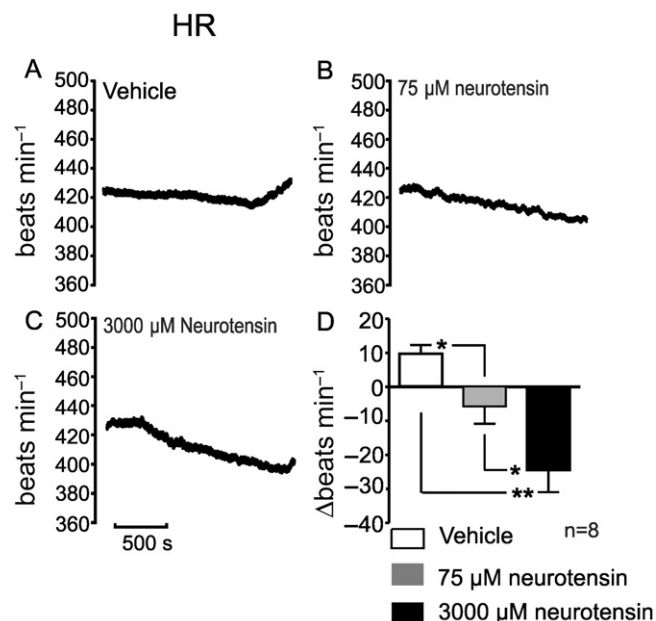 HR
A
Vehicle
500
480
460
440
420
400
380
360
beats min⁻¹
B
75 µM neurotensin
500
480
460
440
420
400
380
360
beats min⁻¹
C
3000 µM Neurotensin
500
480
460
440
420
400
380
360
beats min⁻¹
500 s
D
20
10
0
−10
−20
−30
−40
Δbeats min⁻¹
*
*
**
Vehicle
n=8
75 µM neurotensin
3000 µM neurotensin